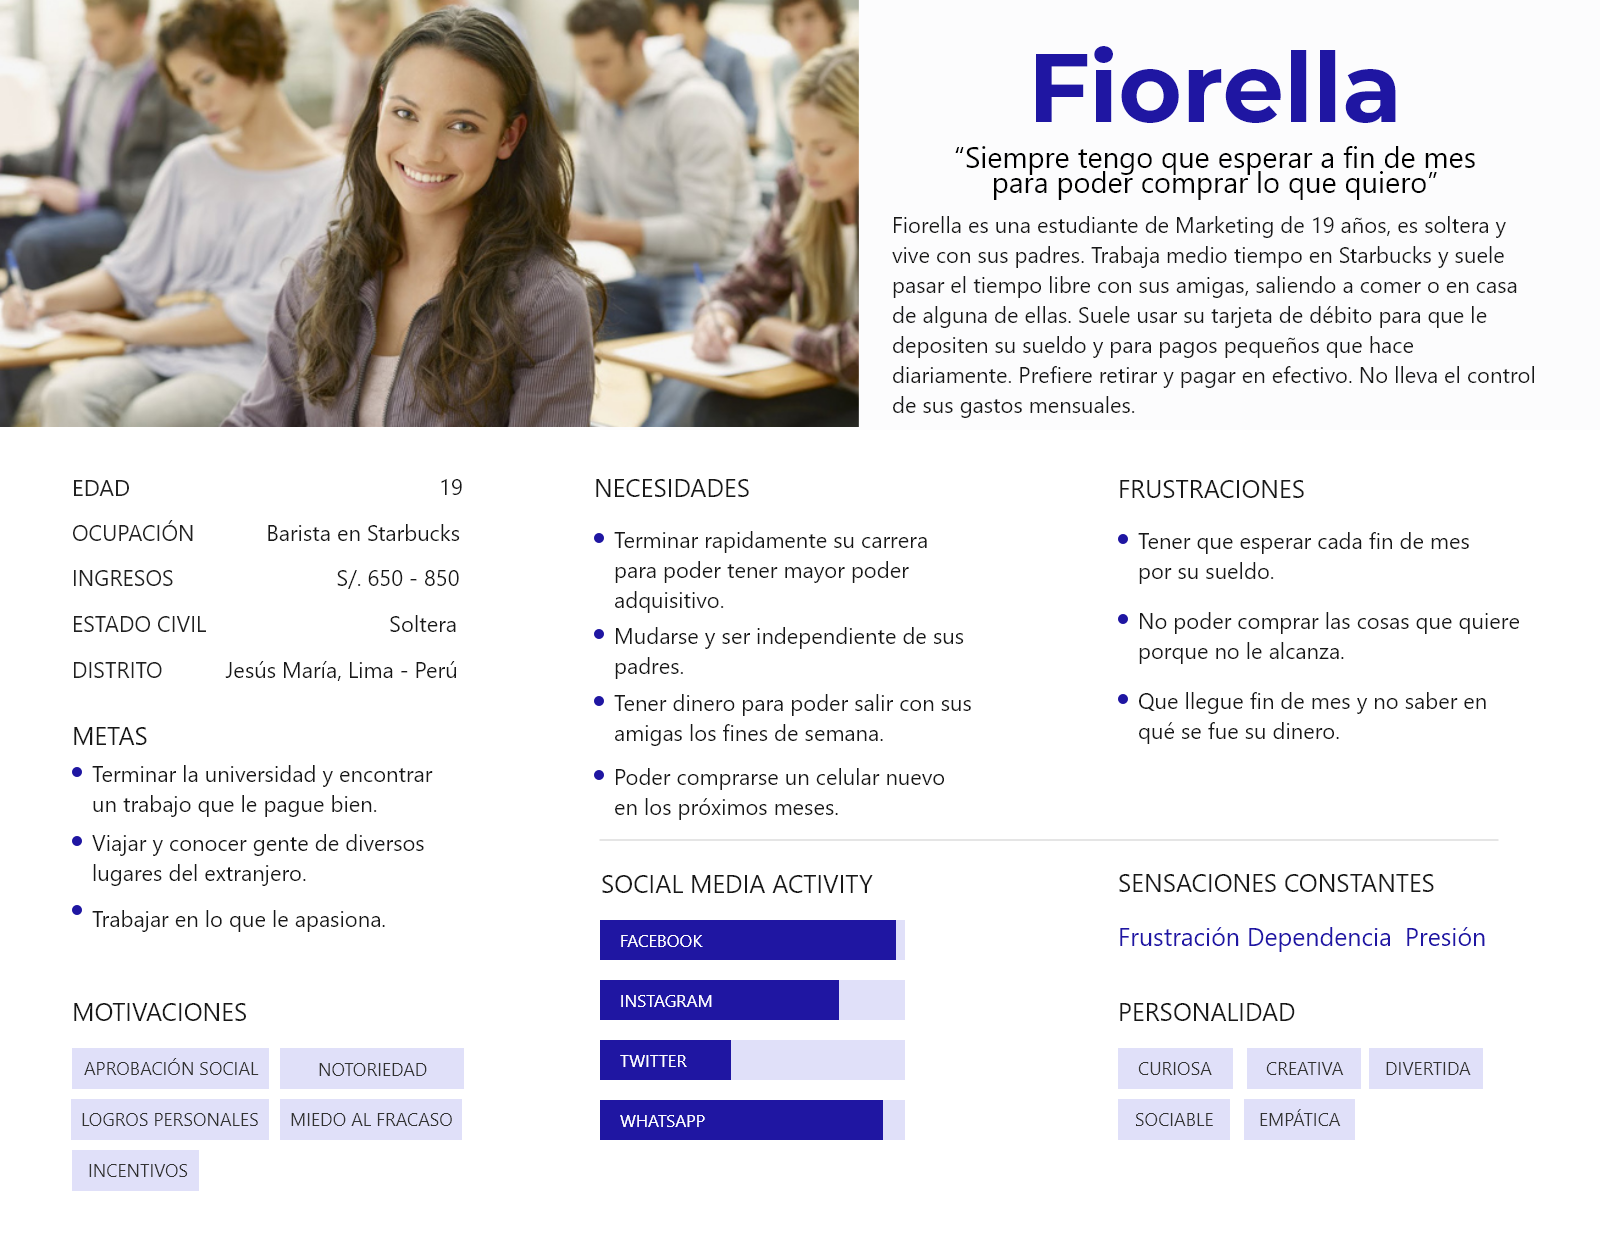 Fiorella
“Siempre tengo que esperar a fin de mes
para poder comprar lo que quiero”
Fiorella es una estudiante de Marketing de 19 años, es soltera y
vive con sus padres. Trabaja medio tiempo en Starbucks y suele
pasar el tiempo libre con sus amigas, saliendo a comer o en casa
de alguna de ellas. Suele usar su tarjeta de débito para que le
depositen su sueldo y para pagos pequeños que hace
diariamente. Prefiere retirar y pagar en efectivo. No lleva el control
de sus gastos mensuales.
EDAD 19
OCUPACIÓN Barista en Starbucks
INGRESOS S/. 650 - 850
ESTADO CIVIL Soltera
DISTRITO Jesús María, Lima - Perú
METAS
Terminar la universidad y encontrar
un trabajo que le pague bien.
Viajar y conocer gente de diversos
lugares del extranjero.
Trabajar en lo que le apasiona.
MOTIVACIONES
APROBACIÓN SOCIAL NOTORIEDAD
LOGROS PERSONALES MIEDO AL FRACASO
INCENTIVOS
NECESIDADES
Terminar rapidamente su carrera
para poder tener mayor poder
adquisitivo.
Mudarse y ser independiente de sus
padres.
Tener dinero para poder salir con sus
amigas los fines de semana.
Poder comprarse un celular nuevo
en los próximos meses.
FRUSTRACIONES
Tener que esperar cada fin de mes
por su sueldo.
No poder comprar las cosas que quiere
porque no le alcanza.
Que llegue fin de mes y no saber en
qué se fue su dinero.
SOCIAL MEDIA ACTIVITY
FACEBOOK
INSTAGRAM
TWITTER
WHATSAPP
SENSACIONES CONSTANTES
Frustración Dependencia Presión
PERSONALIDAD
CURIOSA CREATIVA DIVERTIDA
SOCIABLE EMPÁTICA